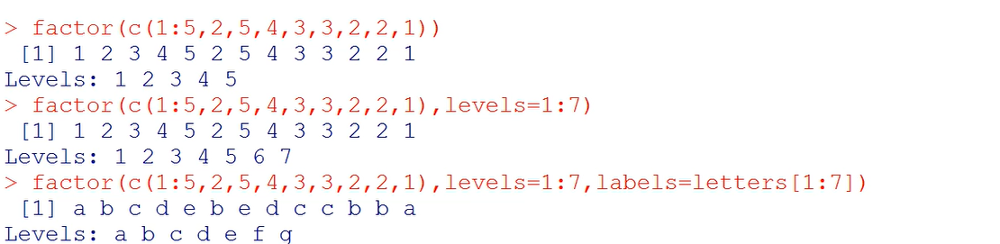 > factor(c(1:5,2,5,4,3,3,2,2,1))
[1] 1 2 3 4 5 2 5 4 3 3 2 2 1
Levels: 1 2 3 4 5
> factor(c(1:5,2,5,4,3,3,2,2,1),levels=1:7)
[1] 1 2 3 4 5 2 5 4 3 3 2 2 1
Levels: 1 2 3 4 5 6 7
> factor(c(1:5,2,5,4,3,3,2,2,1),levels=1:7,labels=letters[1:7])
[1] a b c d e b e d c c b b a
Levels: a b c d e f g